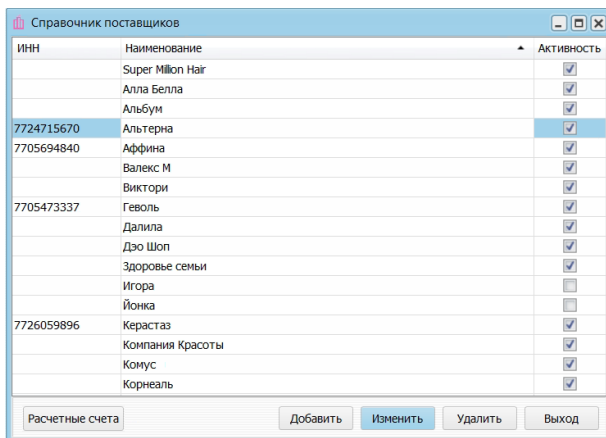 Справочник поставщиков
ИНН Наименование Активность
Super Million Hair
Алла Белла
Альбум
7724715670 Альтерна
7705694840 Аффина
Валекс М
Виктори
7705473337 Геволь
Далила
Дэо Шоп
Здоровье семьи
Игора
Йонка
7726059896 Керастаз
Компания Красоты
Комус
Корнеаль
Расчетные счета Добавить Изменить Удалить Выход